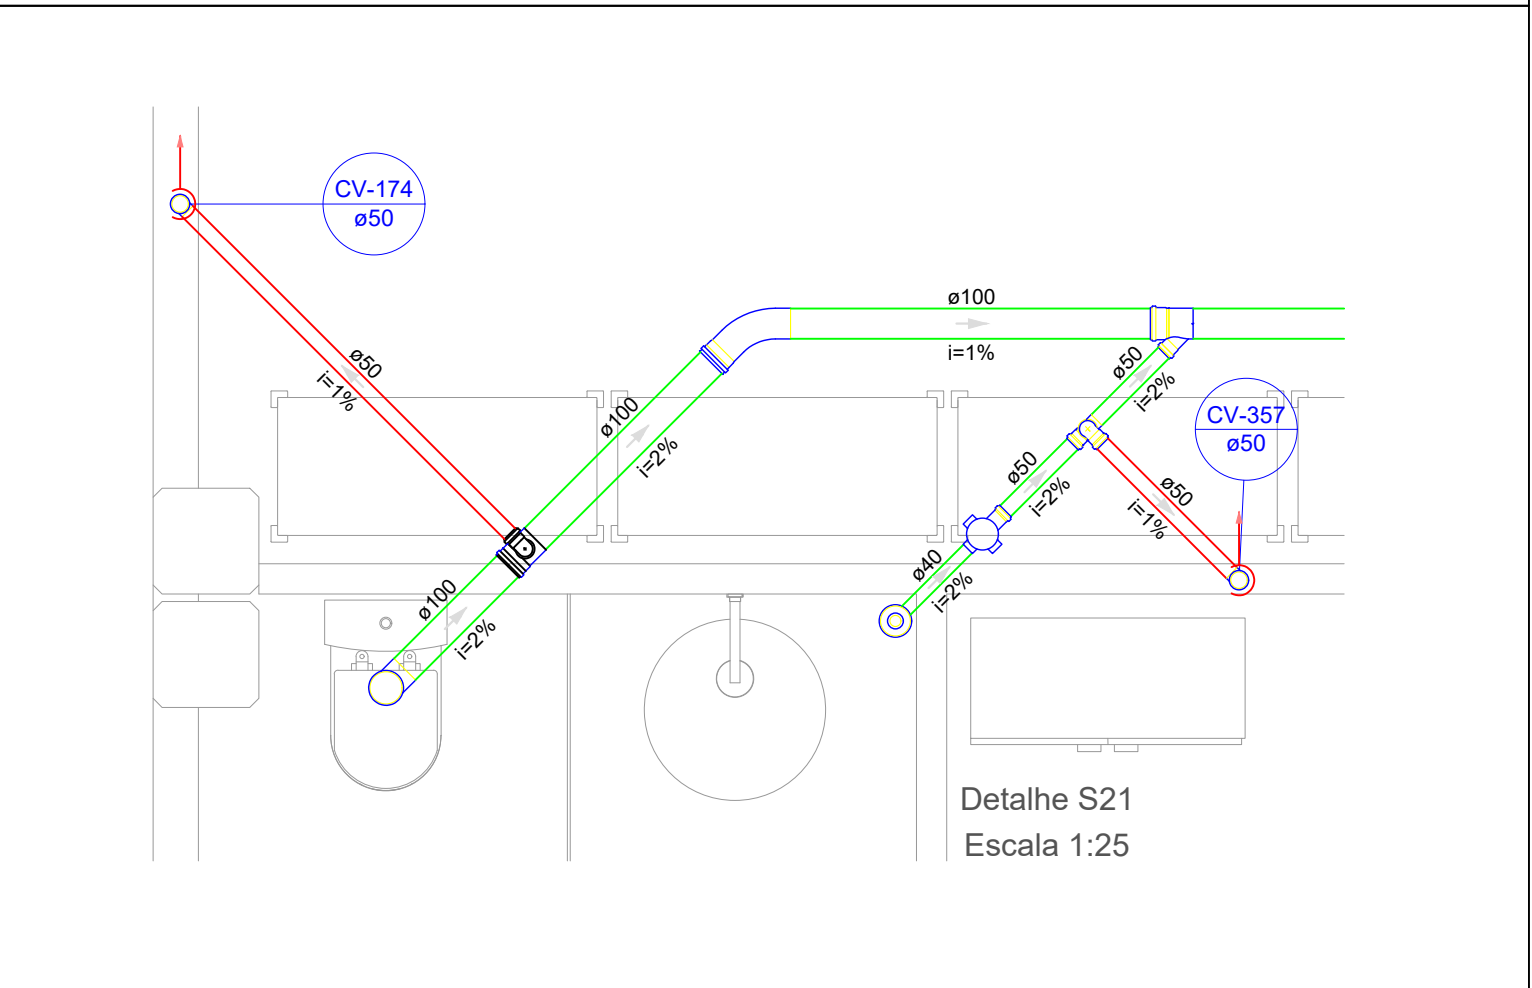 CV-174
ø50
ø100
i=1%
ø50
i=1%
ø50
i=2%
ø100
i=2%
CV-357
ø50
ø50
i=2%
ø50
i=1%
ø40
i=2%
ø100
i=2%
Detalhe S21
Escala 1:25